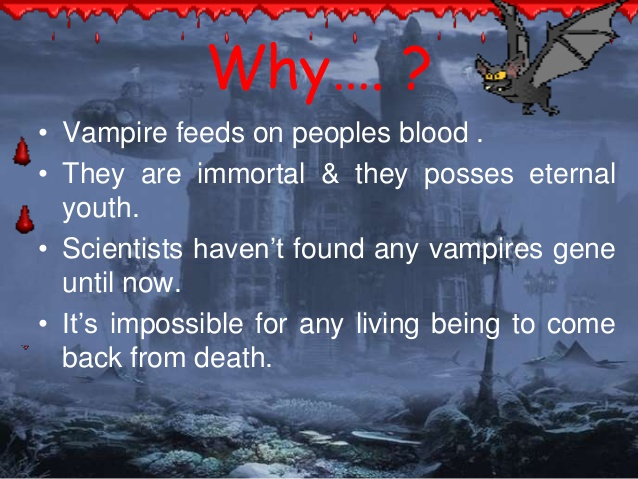 Why.... ?
• Vampire feeds on peoples blood .
• They are immortal & they posses eternal
youth.
• Scientists haven’t found any vampires gene
until now.
• It’s impossible for any living being to come
back from death.